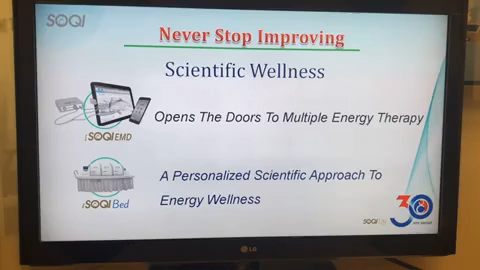 SOQI
Never Stop Improving
Scientific Wellness
Opens The Doors To Multiple Energy Therapy
iSOQI EMD
A Personalized Scientific Approach To
Energy Wellness
iSOQI Bed
SOQI
30
LG